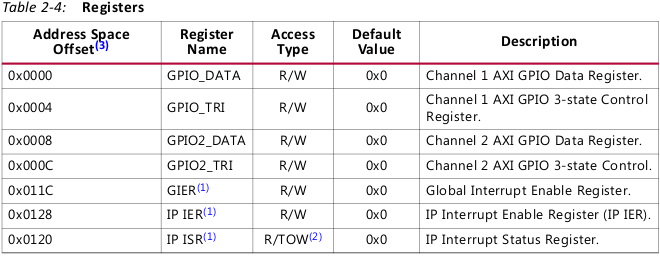 Table 2-4: Registers
Address Space Offset(3) Register Name Access Type Default Value Description
0x0000 GPIO_DATA R/W 0x0 Channel 1 AXI GPIO Data Register.
0x0004 GPIO_TRI R/W 0x0 Channel 1 AXI GPIO 3-state Control Register.
0x0008 GPIO2_DATA R/W 0x0 Channel 2 AXI GPIO Data Register.
0x000C GPIO2_TRI R/W 0x0 Channel 2 AXI GPIO 3-state Control.
0x011C GIER(1) R/W 0x0 Global Interrupt Enable Register.
0x0128 IP IER(1) R/W 0x0 IP Interrupt Enable Register (IP IER).
0x0120 IP ISR(1) R/TOW(2) 0x0 IP Interrupt Status Register.